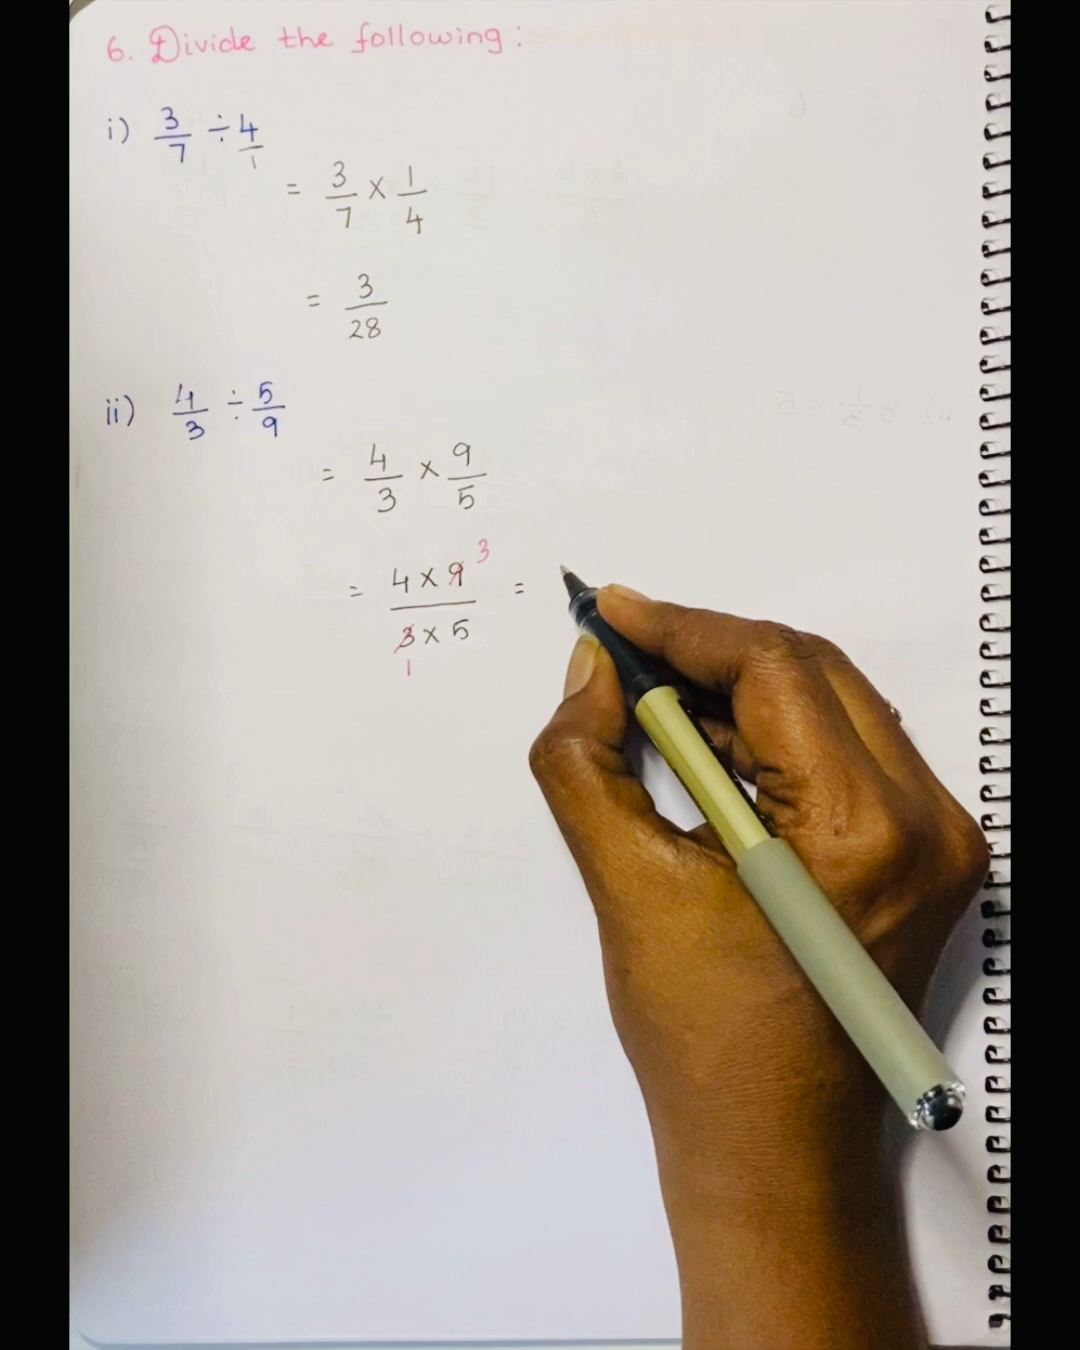 6. Divide the following:
i) 3/7 ÷ 4/1
= 3/7 × 1/4
= 3/28
ii) 4/3 ÷ 5/9
= 4/3 × 9/5
3
= 4 × 9 / 3 × 5 =
1